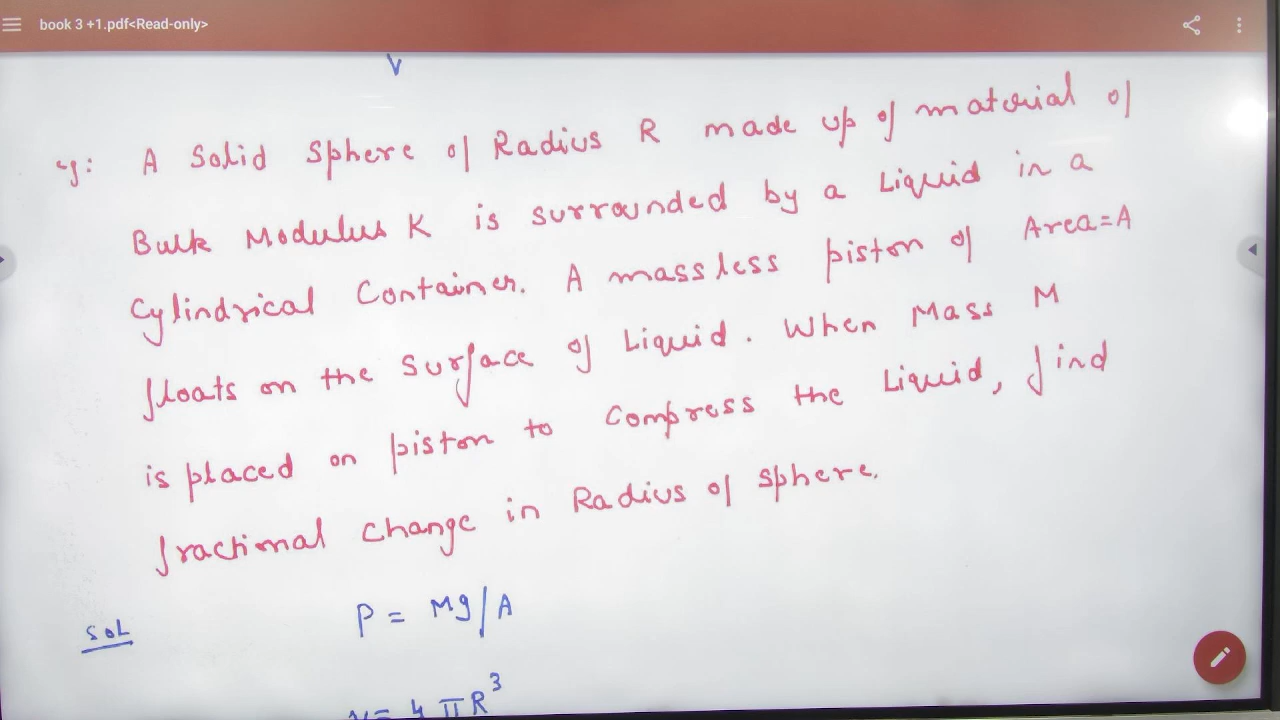 book 3 +1.pdf<Read-only>
eg: A Solid Sphere of Radius R made up of material of
Bulk Modulus K is surrounded by a Liquid in a
Cylindrical Container. A massless piston of Area=A
floats on the surface of Liquid. When Mass M
is placed on piston to compress the Liquid, find
fractional change in Radius of sphere.
Sol P = Mg/A
V = 4 π R³